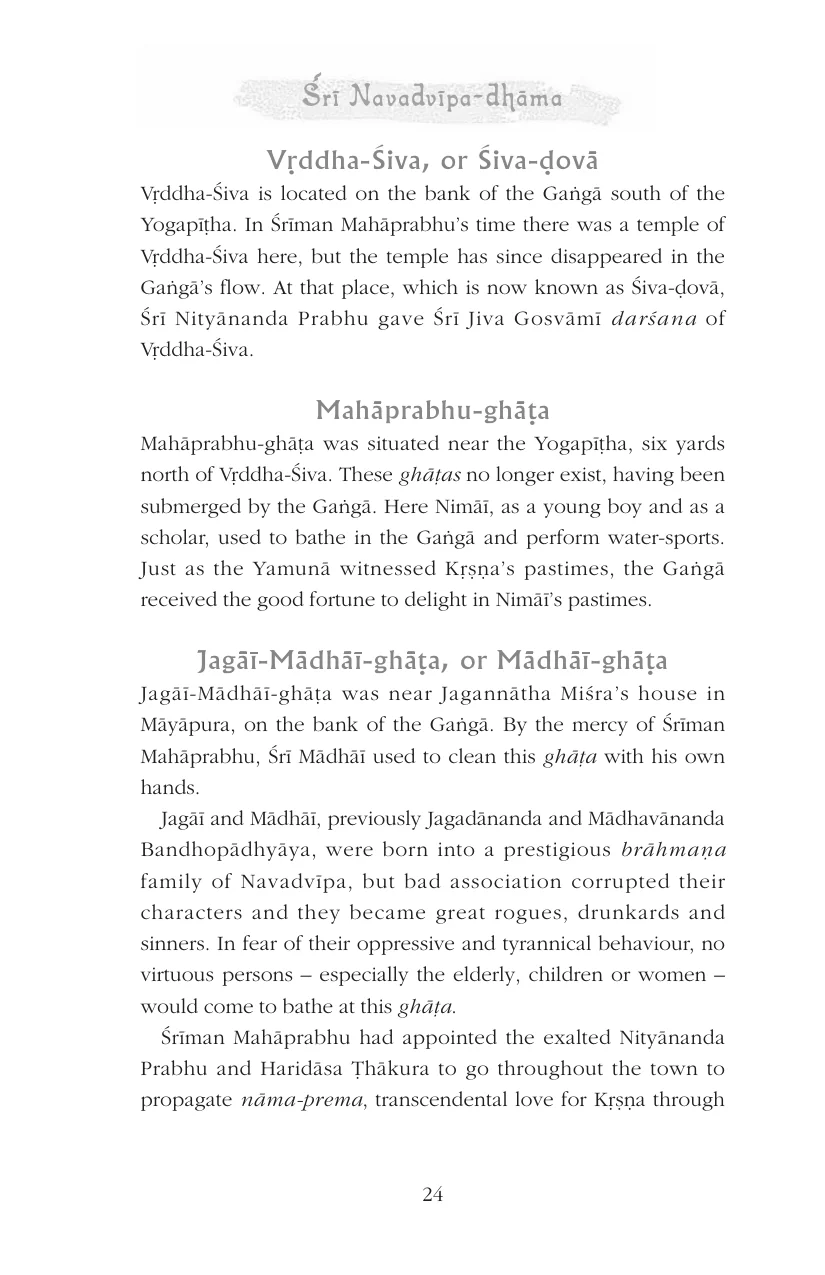 Śrī Navadvīpa-dhāma
Vṛddha-Śiva, or Śiva-ḍovā
Vṛddha-Śiva is located on the bank of the Gaṅgā south of the
Yogapīṭha. In Śrīman Mahāprabhu’s time there was a temple of
Vṛddha-Śiva here, but the temple has since disappeared in the
Gaṅgā’s flow. At that place, which is now known as Śiva-ḍovā,
Śrī Nityānanda Prabhu gave Śrī Jiva Gosvāmī darśana of
Vṛddha-Śiva.
Mahāprabhu-ghāṭa
Mahāprabhu-ghāṭa was situated near the Yogapīṭha, six yards
north of Vṛddha-Śiva. These ghāṭas no longer exist, having been
submerged by the Gaṅgā. Here Nimāī, as a young boy and as a
scholar, used to bathe in the Gaṅgā and perform water-sports.
Just as the Yamunā witnessed Kṛṣṇa’s pastimes, the Gaṅgā
received the good fortune to delight in Nimāī’s pastimes.
Jagāī-Mādhāī-ghāṭa, or Mādhāī-ghāṭa
Jagāī-Mādhāī-ghāṭa was near Jagannātha Miśra’s house in
Māyāpura, on the bank of the Gaṅgā. By the mercy of Śrīman
Mahāprabhu, Śrī Mādhāī used to clean this ghāṭa with his own
hands.
Jagāī and Mādhāī, previously Jagadānanda and Mādhavānanda
Bandhopādhyāya, were born into a prestigious brāhmaṇa
family of Navadvīpa, but bad association corrupted their
characters and they became great rogues, drunkards and
sinners. In fear of their oppressive and tyrannical behaviour, no
virtuous persons – especially the elderly, children or women –
would come to bathe at this ghāṭa.
Śrīman Mahāprabhu had appointed the exalted Nityānanda
Prabhu and Haridāsa Ṭhākura to go throughout the town to
propagate nāma-prema, transcendental love for Kṛṣṇa through
24